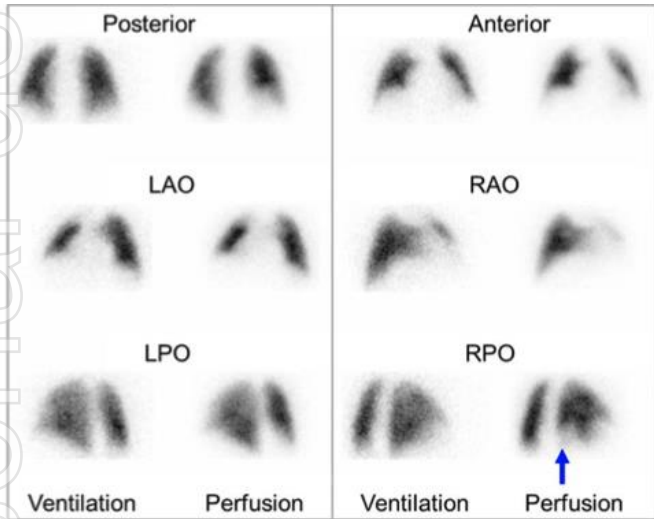 Posterior
Anterior
LAO
RAO
LPO
RPO
Ventilation Perfusion Ventilation Perfusion